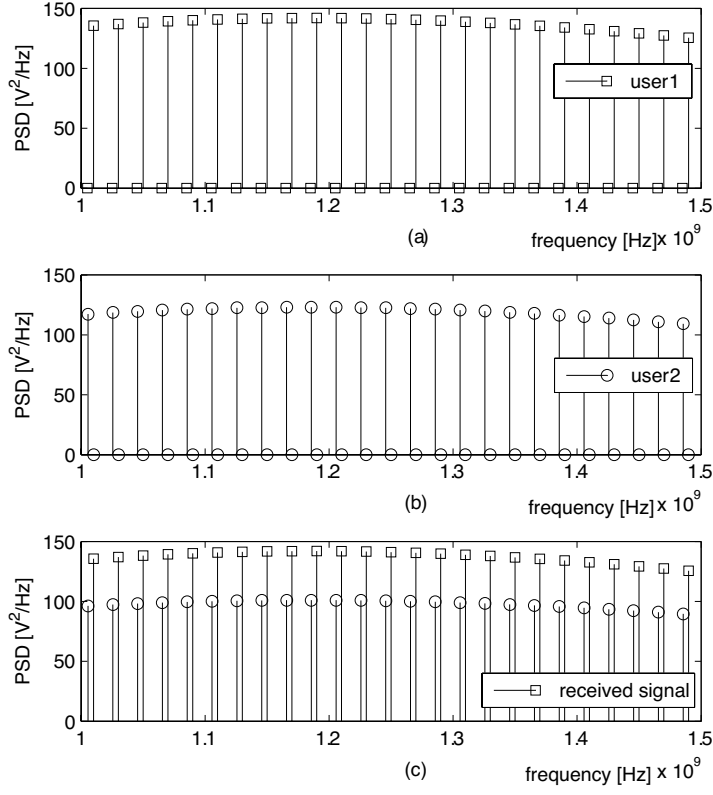 150
100
50
0
PSD [V²/Hz]
user1
1 1.1 1.2 1.3 1.4 1.5
(a) frequency [Hz] x 10⁹
150
100
50
0
PSD [V²/Hz]
user2
1 1.1 1.2 1.3 1.4 1.5
(b) frequency [Hz] x 10⁹
150
100
50
0
PSD [V²/Hz]
received signal
1 1.1 1.2 1.3 1.4 1.5
(c) frequency [Hz] x 10⁹